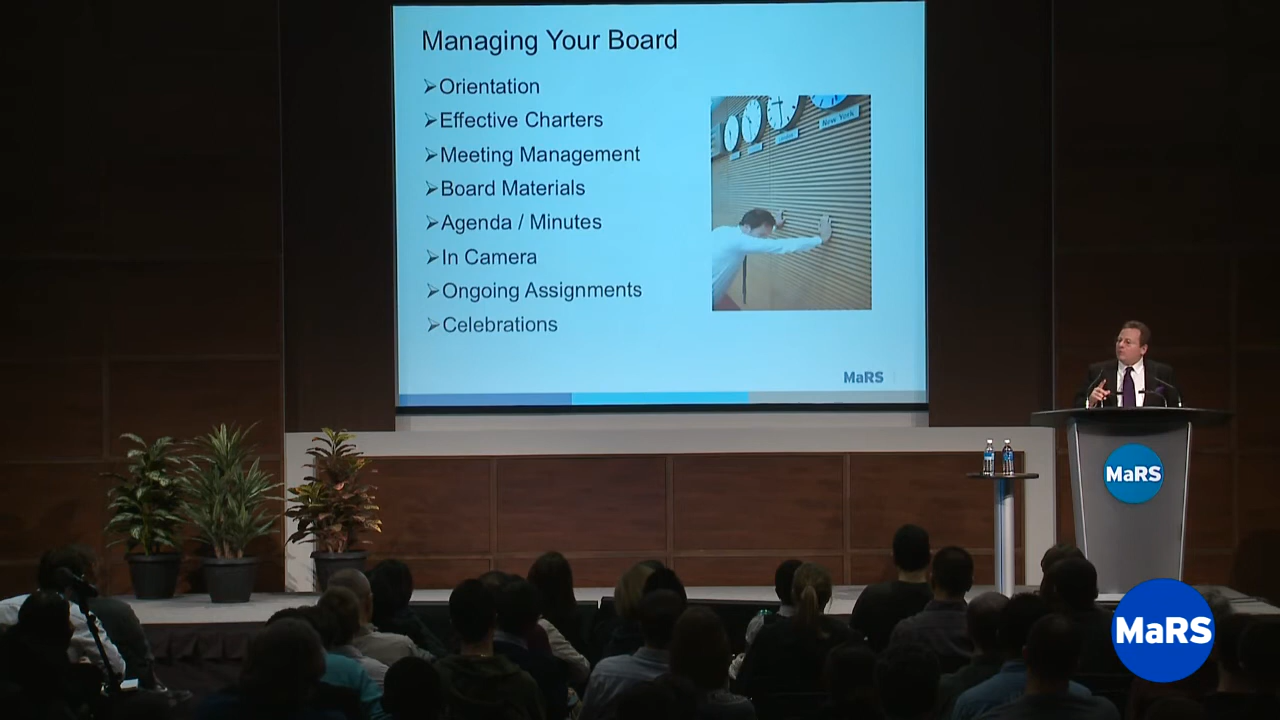 Managing Your Board
➢Orientation
➢Effective Charters
➢Meeting Management
➢Board Materials
➢Agenda / Minutes
➢In Camera
➢Ongoing Assignments
➢Celebrations
London
New York
MaRS
MaRS
MaRS